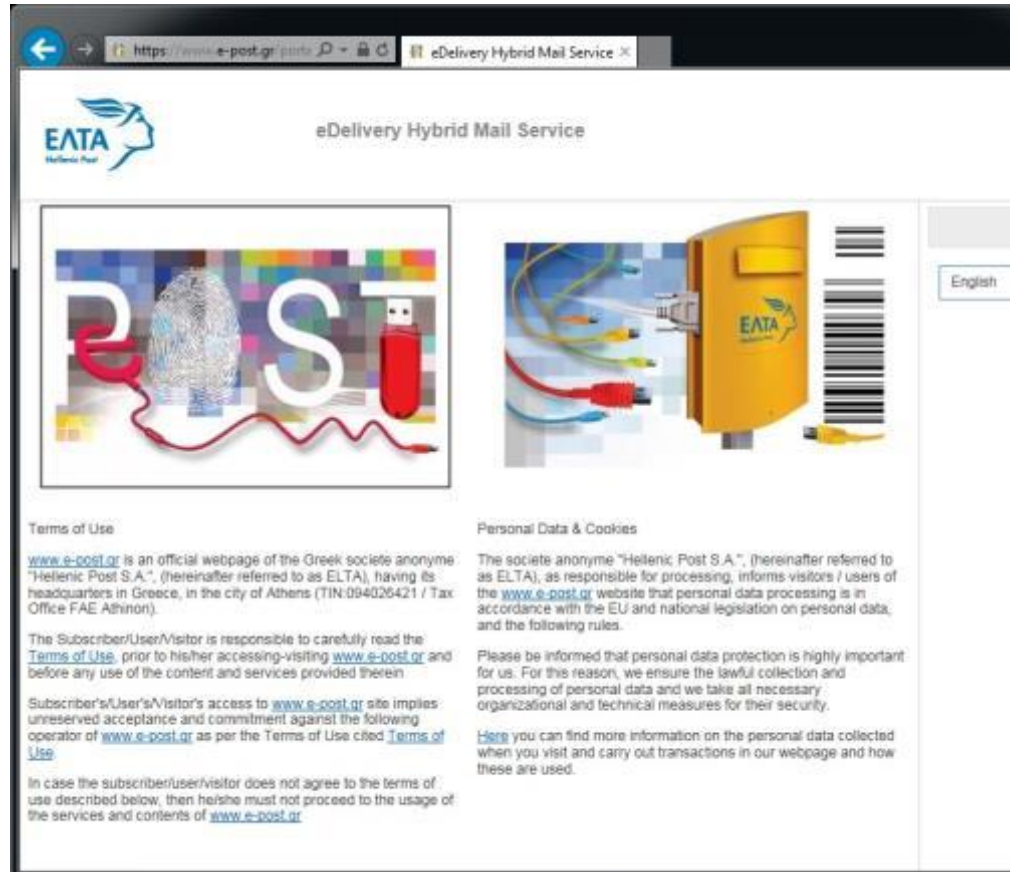 https://www.e-post.gr/porta
eDelivery Hybrid Mail Service
ΕΛΤΑ
Hellenic Post
eDelivery Hybrid Mail Service
English
ePOST
ΕΛΤΑ
Hellenic Post
Terms of Use
www.e-post.gr is an official webpage of the Greek societe anonyme
"Hellenic Post S.A.", (hereinafter referred to as ELTA), having its
headquarters in Greece, in the city of Athens (TIN:094026421 / Tax
Office FAE Athinon).
The Subscriber/User/Visitor is responsible to carefully read the
Terms of Use, prior to his/her accessing-visiting www.e-post.gr and
before any use of the content and services provided therein
Subscriber's/User's/Visitor's access to www.e-post.gr site implies
unreserved acceptance and commitment against the following
operator of www.e-post.gr as per the Terms of Use cited Terms of
Use
In case the subscriber/user/visitor does not agree to the terms of
use described below, then he/she must not proceed to the usage of
the services and contents of www.e-post.gr
Personal Data & Cookies
The societe anonyme "Hellenic Post S.A.", (hereinafter referred to
as ELTA), as responsible for processing, informs visitors / users of
the www.e-post.gr website that personal data processing is in
accordance with the EU and national legislation on personal data,
and the following rules.
Please be informed that personal data protection is highly important
for us. For this reason, we ensure the lawful collection and
processing of personal data and we take all necessary
organizational and technical measures for their security.
Here you can find more information on the personal data collected
when you visit and carry out transactions in our webpage and how
these are used.